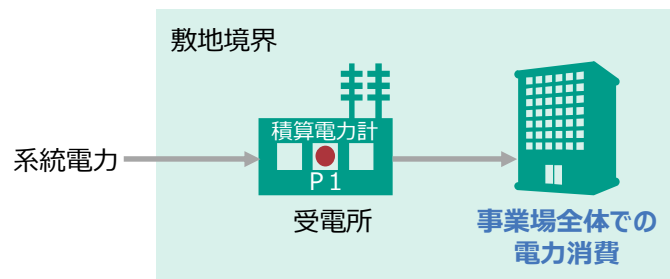 敷地境界
積算電力計
系統電力
P1
受電所
事業場全体での
電力消費